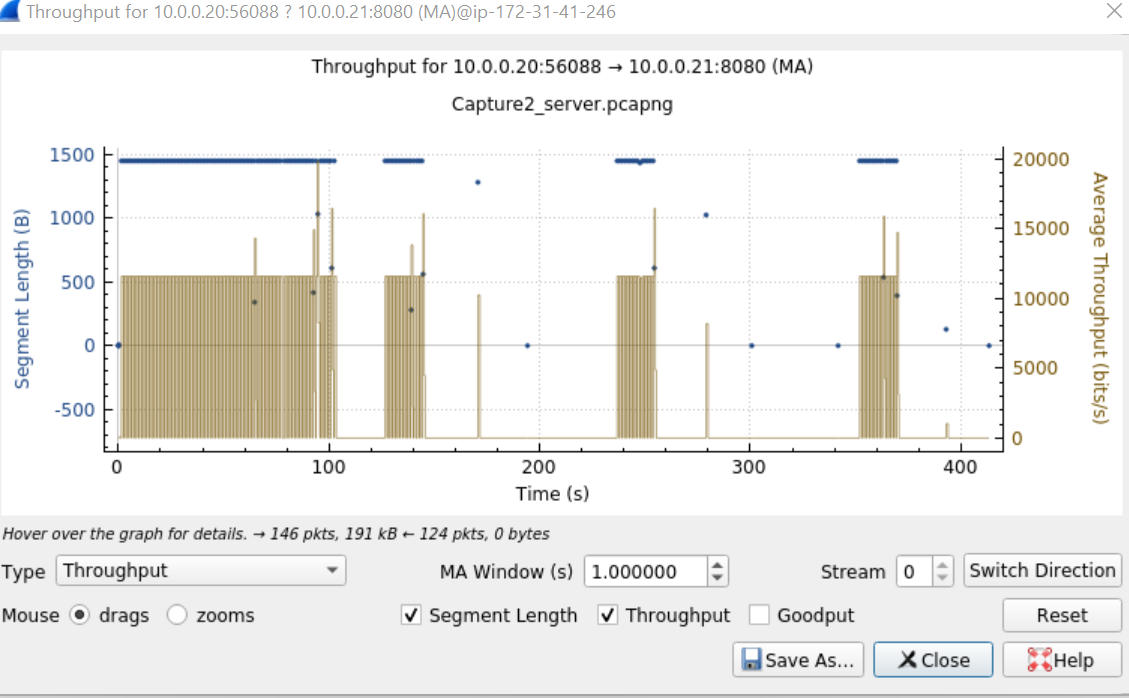 Throughput for 10.0.0.20:56088 ? 10.0.0.21:8080 (MA)@ip-172-31-41-246
Throughput for 10.0.0.20:56088 → 10.0.0.21:8080 (MA)
Capture2_server.pcapng
1500
1000
500
0
-500
Segment Length (B)
20000
15000
10000
5000
0
Average Throughput (bits/s)
0 100 200 300 400
Time (s)
Hover over the graph for details. → 146 pkts, 191 kB ← 124 pkts, 0 bytes
Type Throughput MA Window (s) 1.000000 Stream 0 Switch Direction
Mouse drags zooms Segment Length Throughput Goodput Reset
Save As... Close Help